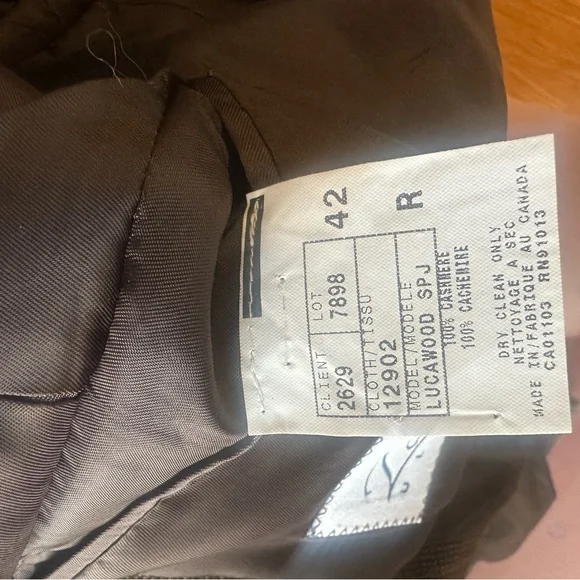 42 R
CLIENT LOT
2629 7898
CLOTH/TISSU
12902
MODEL/MODELE
LUCAWOOD SPJ
100% CASHMERE
100% CACHEMIRE
DRY CLEAN ONLY
NETTOYAGE A SEC
MADE IN/FABRIQUE AU CANADA
CA01103 RN91013